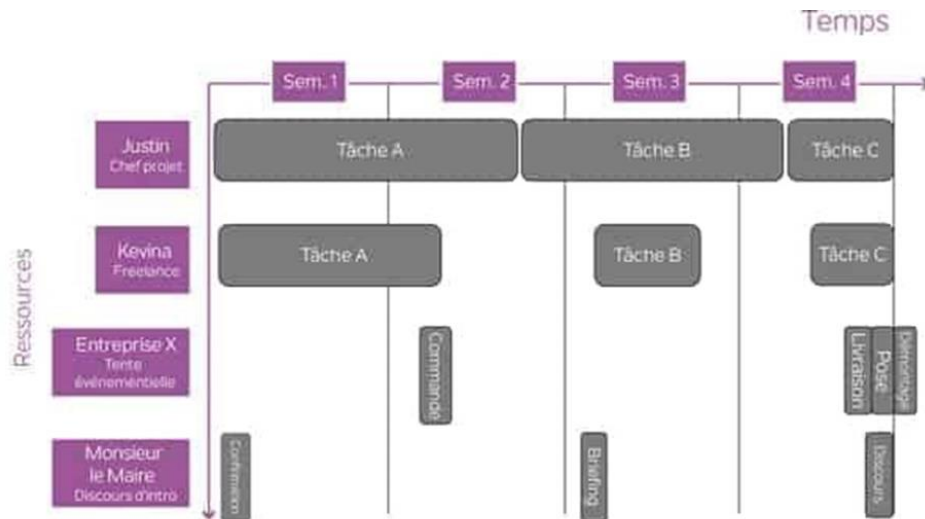 Temps
Sem. 1
Sem. 2
Sem. 3
Sem. 4
Ressources
Justin
Chef projet
Tâche A
Tâche B
Tâche C
Kevina
Freelance
Tâche A
Tâche B
Tâche C
Entreprise X
Tente
événementielle
Commande
Livraison
Pose
Démontage
Monsieur
le Maire
Discours d'intro
Confirmation
Briefing
Discours